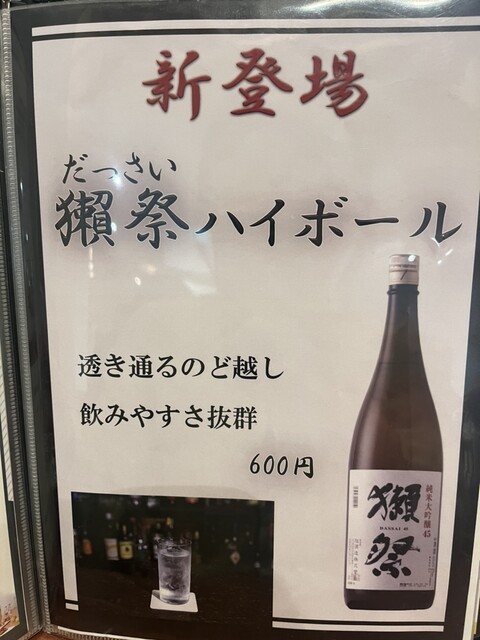 新登場
だっさい
獺祭ハイボール
透き通るのど越し
飲みやすさ抜群
600円
純米大吟醸45
獺祭
DASSAI 45